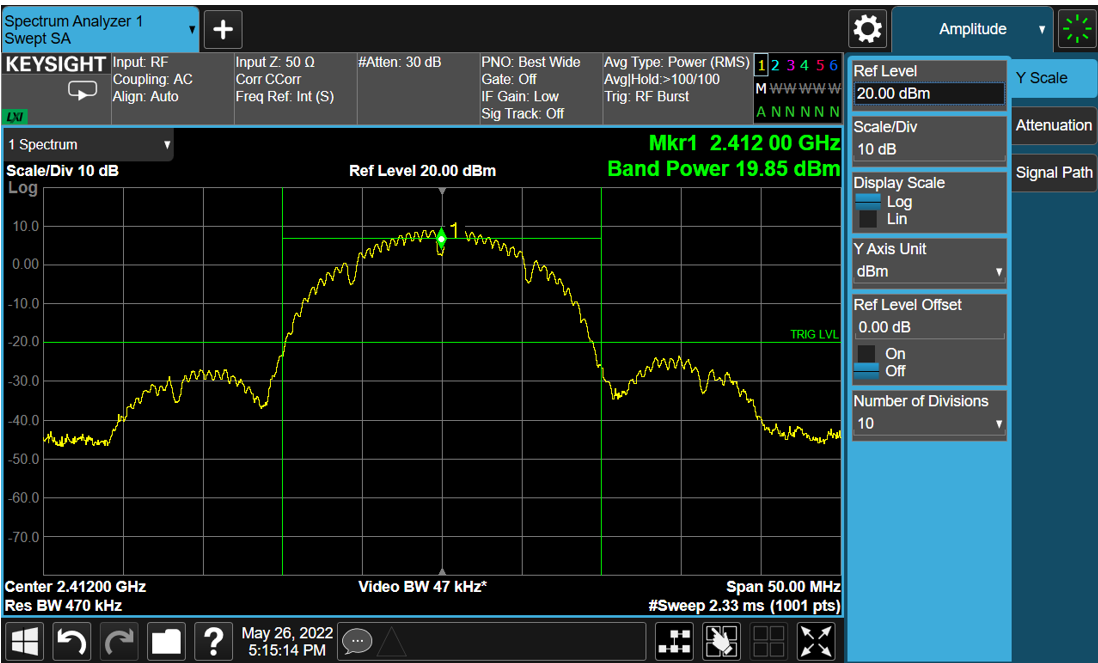 Spectrum Analyzer 1
Swept SA
+
Amplitude
KEYSIGHT
LXI
Input: RF
Coupling: AC
Align: Auto
Input Z: 50 Ω
Corr CCorr
Freq Ref: Int (S)
#Atten: 30 dB
PNO: Best Wide
Gate: Off
IF Gain: Low
Sig Track: Off
Avg Type: Power (RMS)
Avg|Hold:>100/100
Trig: RF Burst
1 2 3 4 5 6
M W W W W W
A N N N N N
1 Spectrum
Mkr1 2.412 00 GHz
Scale/Div 10 dB
Ref Level 20.00 dBm
Band Power 19.85 dBm
Log
1
10.0
0.00
-10.0
TRIG LVL
-20.0
-30.0
-40.0
-50.0
-60.0
-70.0
Center 2.41200 GHz
Video BW 47 kHz*
Span 50.00 MHz
Res BW 470 kHz
#Sweep 2.33 ms (1001 pts)
?
May 26, 2022
5:15:14 PM
Ref Level
20.00 dBm
Scale/Div
10 dB
Display Scale
Log
Lin
Y Axis Unit
dBm
Ref Level Offset
0.00 dB
On
Off
Number of Divisions
10
Y Scale
Attenuation
Signal Path